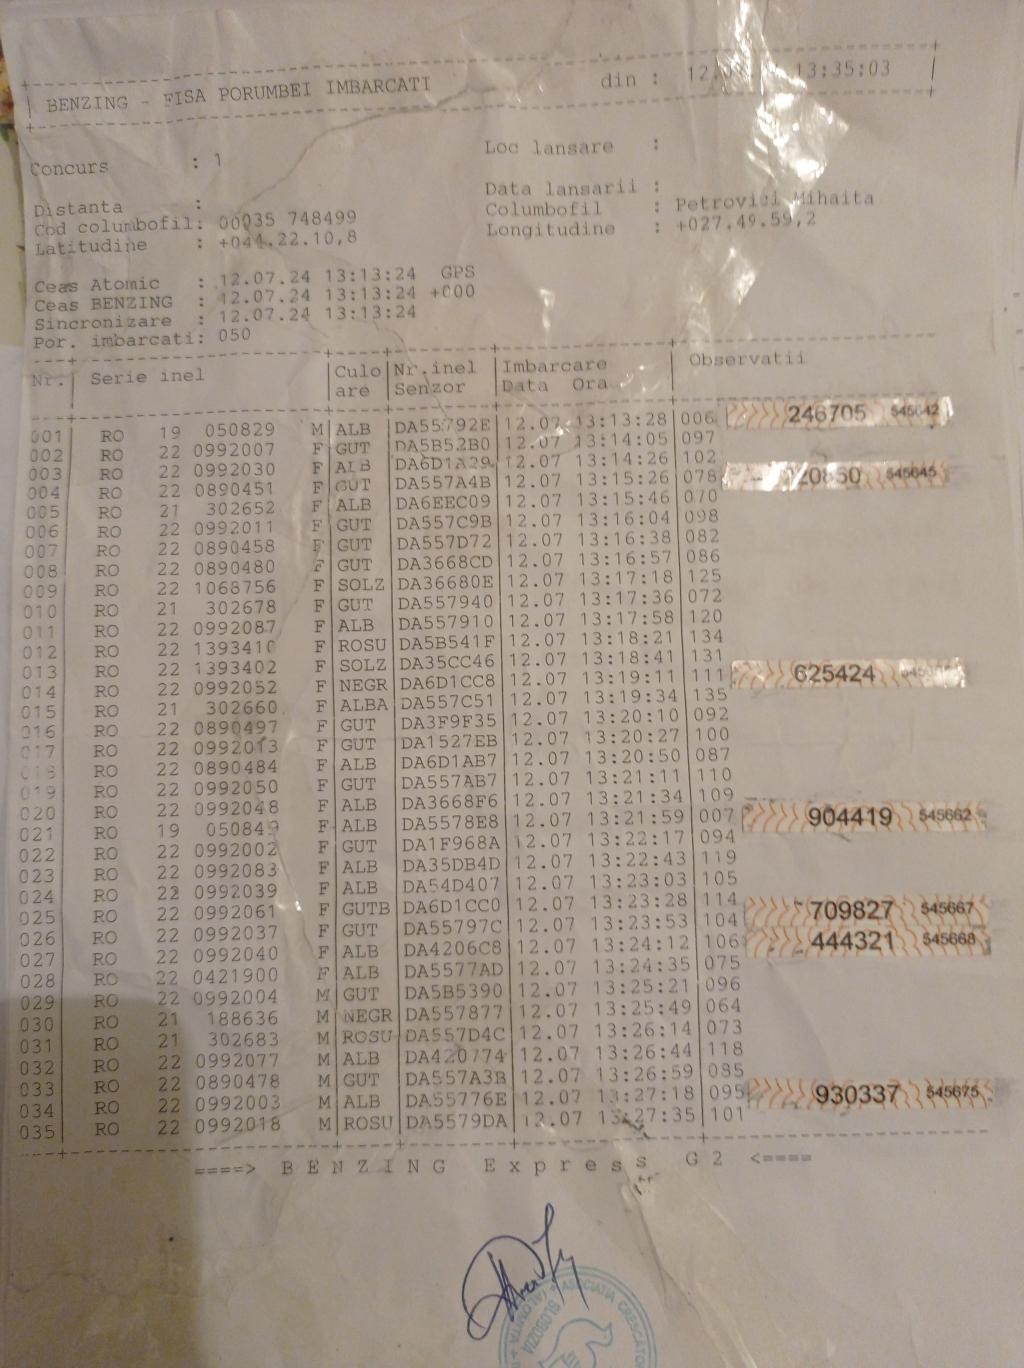 BENZING - FISA PORUMBEI IMBARCATI din : 13:35:03
Concurs : 1 Loc lansare :
Distanta : Data lansarii :
Cod columbofil: 00035 748499 Columbofil : Petrovici Mihaita
Latitudine : +044.22.10,8 Longitudine : +027.49.59,2
Ceas Atomic : 12.07.24 13:13:24 GPS
Ceas BENZING : 12.07.24 13:13:24 +000
Sincronizare : 12.07.24 13:13:24
Por. imbarcati: 050
Nr. Serie inel Culo Nr.inel Imbarcare Observatii
are Senzor Data Ora
001 RO 19 050829 M ALB DA55792E 12.07 13:13:28 006 246705 545642
002 RO 22 0992007 F GUT DA5B52B0 12.07 13:14:05 097
003 RO 22 0992030 F ALB DA6D1A29 12.07 13:14:26 102
004 RO 22 0890451 F GUT DA557A4B 12.07 13:15:26 078 545645
005 RO 21 302652 F ALB DA6EEC09 12.07 13:15:46 070
006 RO 22 0992011 F GUT DA557C9B 12.07 13:16:04 098
007 RO 22 0890458 F GUT DA557D72 12.07 13:16:38 082
008 RO 22 0890480 F GUT DA3668CD 12.07 13:16:57 086
009 RO 22 1068756 F SOLZ DA36680E 12.07 13:17:18 125
010 RO 21 302678 F GUT DA557940 12.07 13:17:36 072
011 RO 22 0992087 F ALB DA557910 12.07 13:17:58 120
012 RO 22 1393410 F ROSU DA5B541F 12.07 13:18:21 134
013 RO 22 1393402 F SOLZ DA35CC46 12.07 13:18:41 131
014 RO 22 0992052 F NEGR DA6D1CC8 12.07 13:19:11 111 625424
015 RO 21 302660 F ALBA DA557C51 12.07 13:19:34 135
016 RO 22 0890497 F GUT DA3F9F35 12.07 13:20:10 092
017 RO 22 0992013 F GUT DA1527EB 12.07 13:20:27 100
018 RO 22 0890484 F ALB DA6D1AB7 12.07 13:20:50 087
019 RO 22 0992050 F GUT DA557AB7 12.07 13:21:11 110
020 RO 22 0992048 F ALB DA3668F6 12.07 13:21:34 109
021 RO 19 050849 F ALB DA5578E8 12.07 13:21:59 007 904419 545662
022 RO 22 0992002 F GUT DA1F968A 12.07 13:22:17 094
023 RO 22 0992083 F ALB DA35DB4D 12.07 13:22:43 119
024 RO 22 0992039 F ALB DA54D407 12.07 13:23:03 105
025 RO 22 0992061 F GUTB DA6D1CC0 12.07 13:23:28 114
026 RO 22 0992037 F GUT DA55797C 12.07 13:23:53 104 709827 545667
027 RO 22 0992040 F ALB DA4206C8 12.07 13:24:12 106 444321 545668
028 RO 22 0421900 F ALB DA5577AD 12.07 13:24:35 075
029 RO 22 0992004 M GUT DA5B5390 12.07 13:25:21 096
030 RO 21 188636 M NEGR DA557877 12.07 13:25:49 064
031 RO 21 302683 M ROSU DA557D4C 12.07 13:26:14 073
032 RO 22 0992077 M ALB DA420774 12.07 13:26:44 118
033 RO 22 0890478 M GUT DA557A3B 12.07 13:26:59 085
034 RO 22 0992003 M ALB DA55776E 12.07 13:27:18 095 930337 545675
035 RO 22 0992018 M ROSU DA5579DA 12.07 13:27:35 101
====> B E N Z I N G E x p r e s s G 2 <====
ASOCIATIA
SLOBOZIA